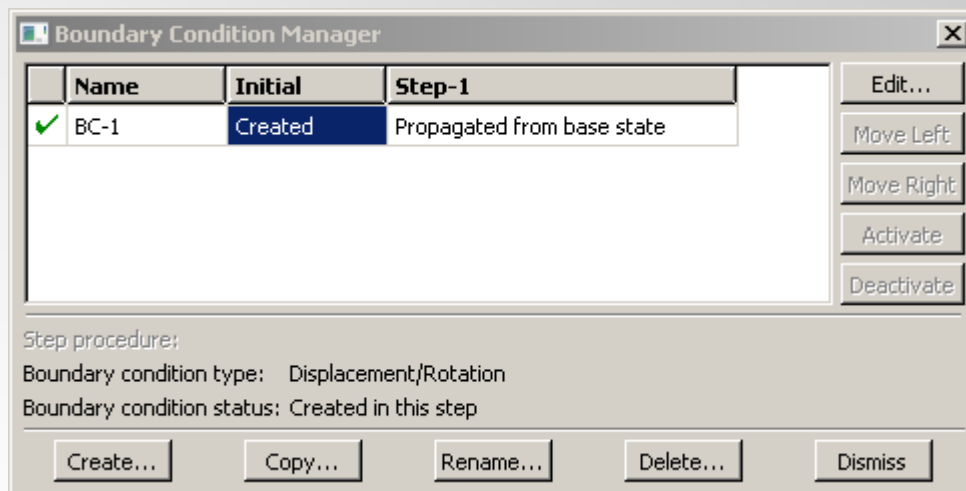 Boundary Condition Manager
Name Initial Step-1
BC-1 Created Propagated from base state
Edit...
Move Left
Move Right
Activate
Deactivate
Step procedure:
Boundary condition type: Displacement/Rotation
Boundary condition status: Created in this step
Create... Copy... Rename... Delete... Dismiss